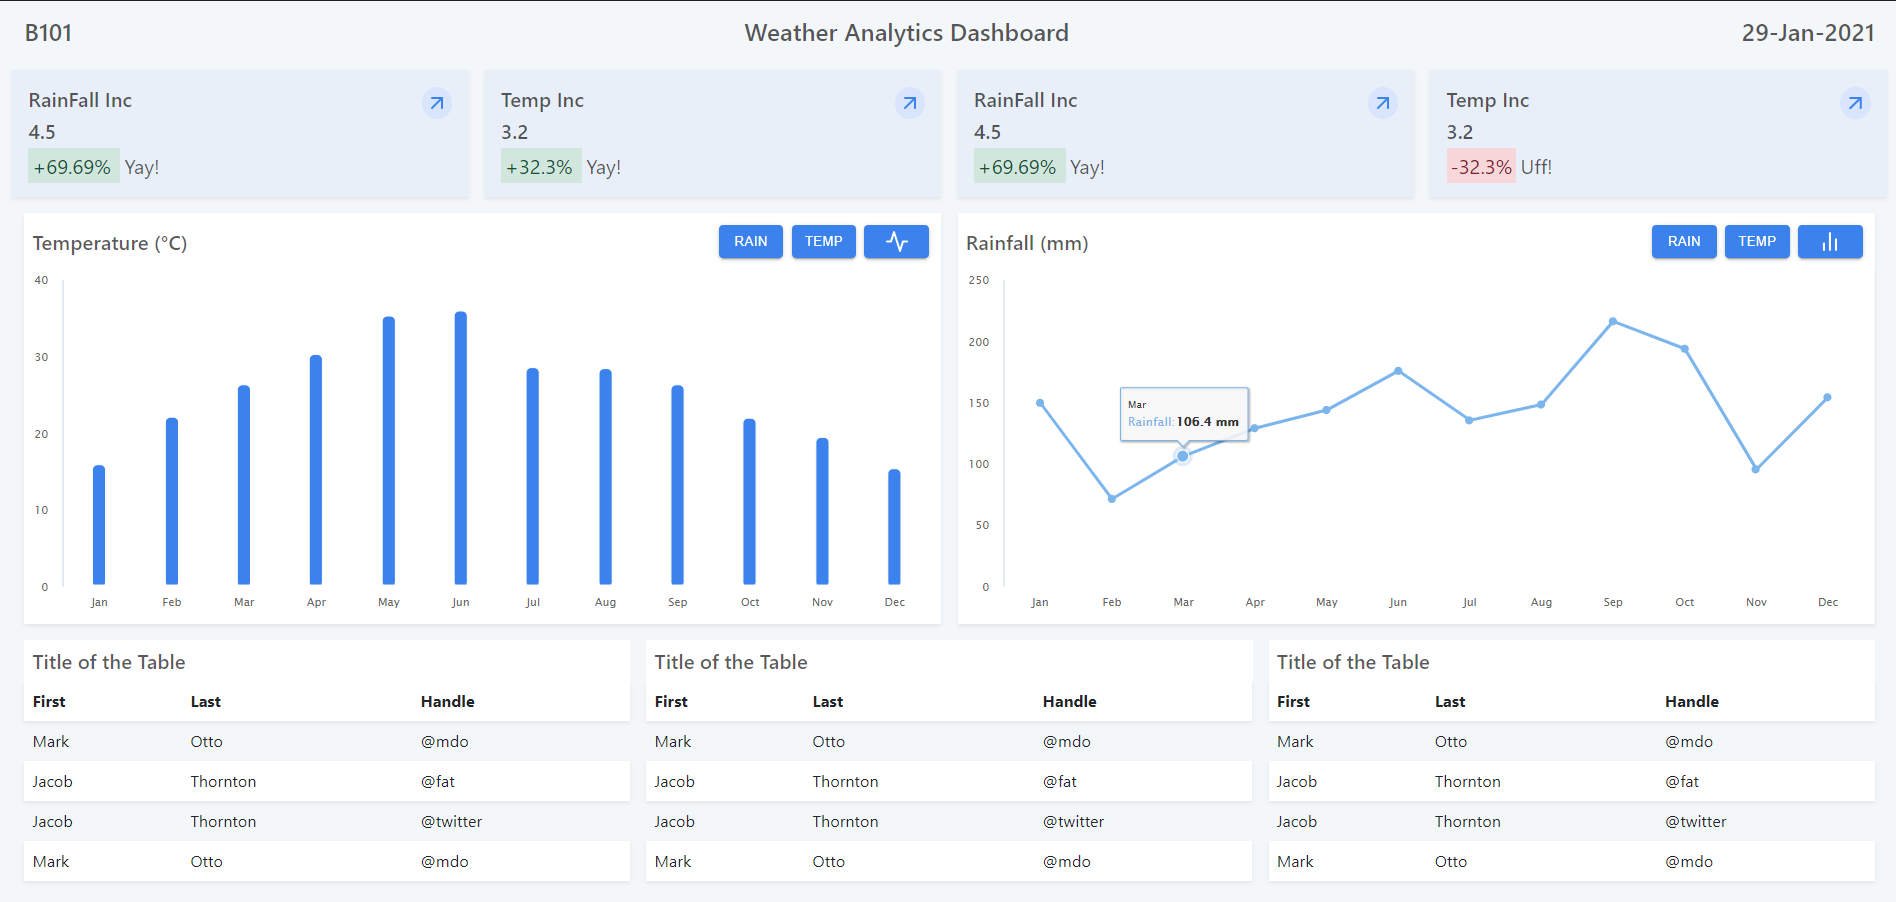 B101 Weather Analytics Dashboard 29-Jan-2021
RainFall Inc
4.5
+69.69% Yay!
Temp Inc
3.2
+32.3% Yay!
RainFall Inc
4.5
+69.69% Yay!
Temp Inc
3.2
-32.3% Uff!
Temperature (°C) RAIN TEMP
40
30
20
10
0
Jan Feb Mar Apr May Jun Jul Aug Sep Oct Nov Dec
Rainfall (mm) RAIN TEMP
250
200
150
100
50
0
Mar
Rainfall: 106.4 mm
Jan Feb Mar Apr May Jun Jul Aug Sep Oct Nov Dec
Title of the Table
First Last Handle
Mark Otto @mdo
Jacob Thornton @fat
Jacob Thornton @twitter
Mark Otto @mdo
Title of the Table
First Last Handle
Mark Otto @mdo
Jacob Thornton @fat
Jacob Thornton @twitter
Mark Otto @mdo
Title of the Table
First Last Handle
Mark Otto @mdo
Jacob Thornton @fat
Jacob Thornton @twitter
Mark Otto @mdo